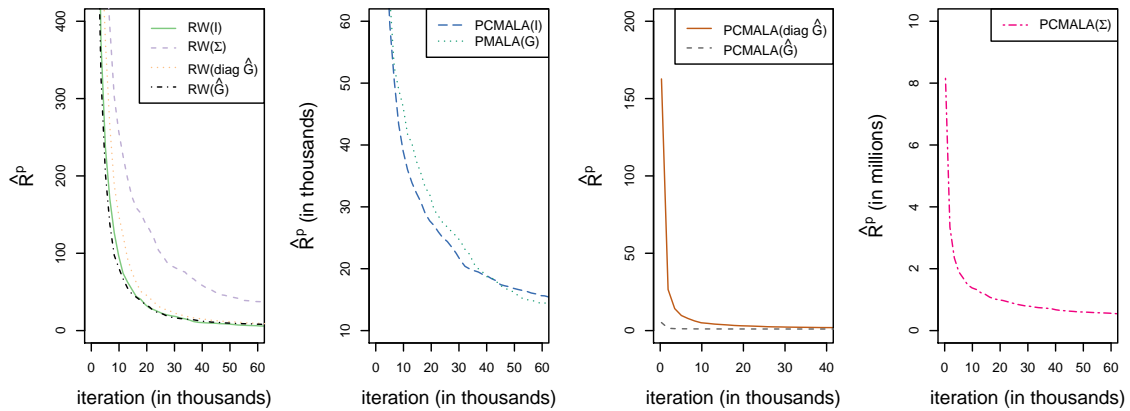 400
300
200
100
0
R̂ᵖ
RW(I)
RW(Σ)
RW(diag Ĝ)
RW(Ĝ)
0 10 20 30 40 50 60
iteration (in thousands)
60
50
40
30
20
10
R̂ᵖ (in thousands)
PCMALA(I)
PMALA(G)
0 10 20 30 40 50 60
iteration (in thousands)
200
150
100
50
0
R̂ᵖ
PCMALA(diag Ĝ)
PCMALA(Ĝ)
0 10 20 30 40
iteration (in thousands)
10
8
6
4
2
0
R̂ᵖ (in millions)
PCMALA(Σ)
0 10 20 30 40 50 60
iteration (in thousands)